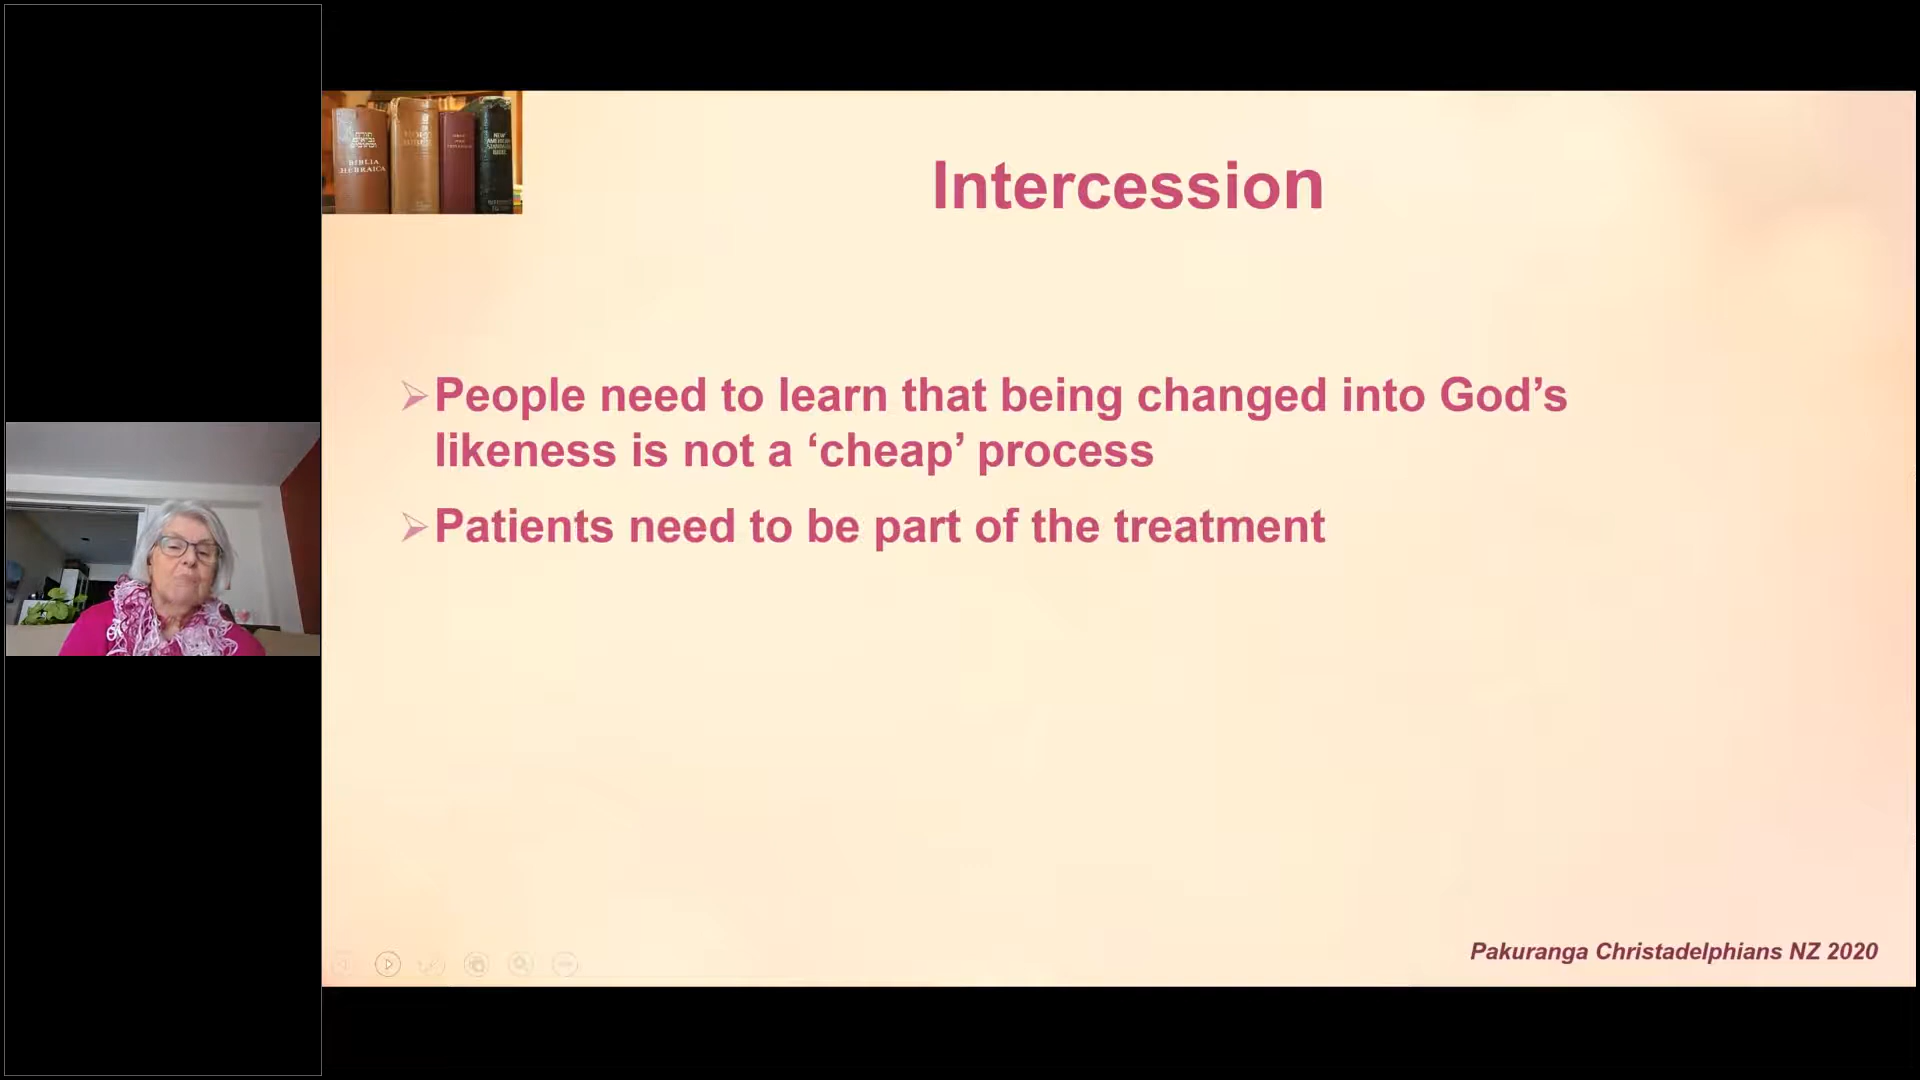 BIBLIA
HEBRAICA
Intercession
People need to learn that being changed into God’s
likeness is not a ‘cheap’ process
Patients need to be part of the treatment
Pakuranga Christadelphians NZ 2020